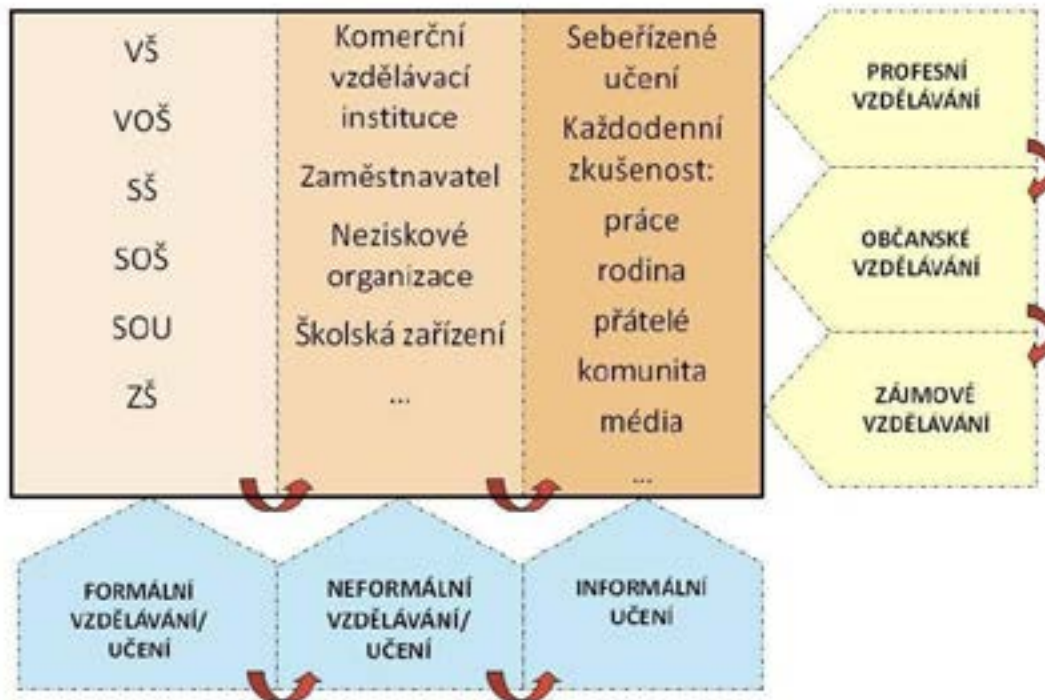 VŠ
VOŠ
SŠ
SOŠ
SOU
ZŠ
Komerční
vzdělávací
instituce
Zaměstnavatel
Neziskové
organizace
Školská zařízení
...
Sebeřízené
učení
Každodenní
zkušenost:
práce
rodina
přátelé
komunita
média
...
PROFESNÍ
VZDĚLÁVÁNÍ
OBČANSKÉ
VZDĚLÁVÁNÍ
ZÁJMOVÉ
VZDĚLÁVÁNÍ
FORMÁLNÍ
VZDĚLÁVÁNÍ/
UČENÍ
NEFORMÁLNÍ
VZDĚLÁVÁNÍ/
UČENÍ
INFORMÁLNÍ
UČENÍ